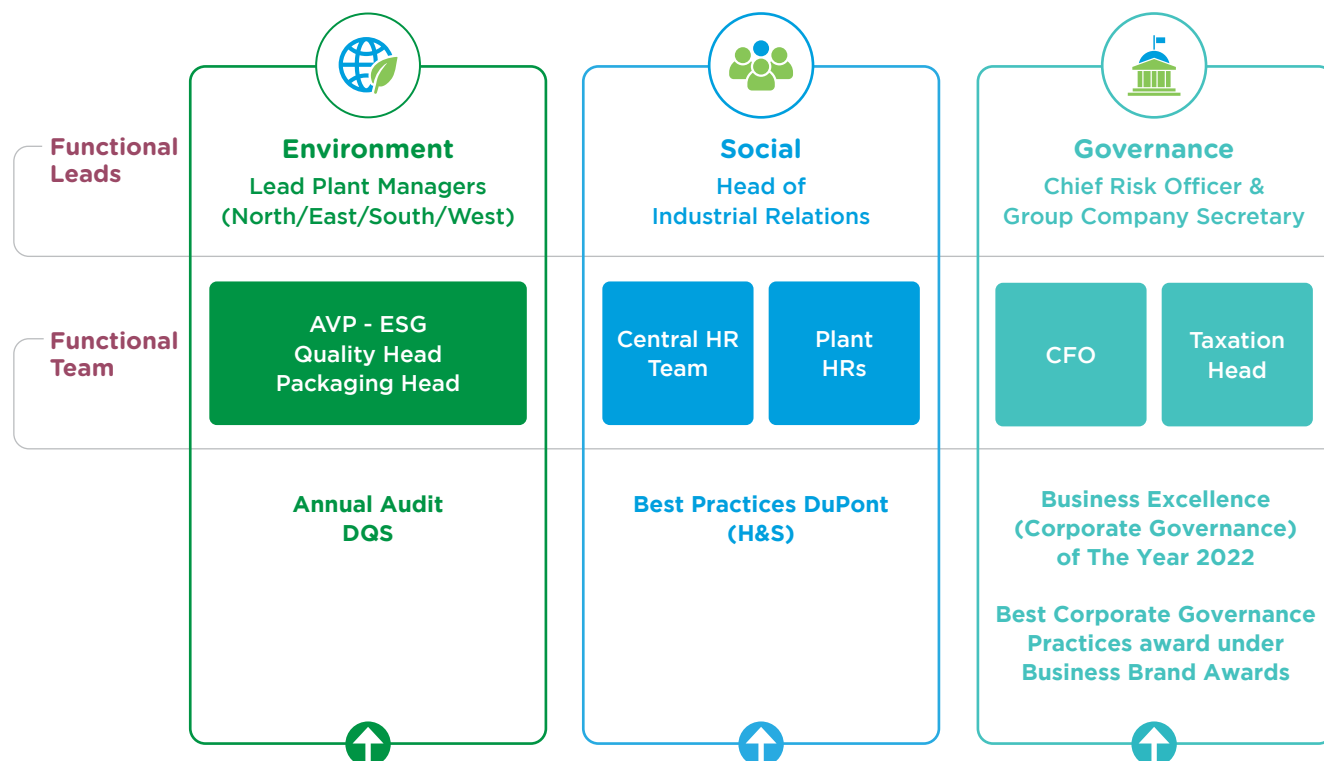 Functional
Leads
Environment
Lead Plant Managers
(North/East/South/West)
Social
Head of
Industrial Relations
Governance
Chief Risk Officer &
Group Company Secretary
Functional
Team
AVP - ESG
Quality Head
Packaging Head
Central HR
Team
Plant
HRs
CFO
Taxation
Head
Annual Audit
DQS
Best Practices DuPont
(H&S)
Business Excellence
(Corporate Governance)
of The Year 2022
Best Corporate Governance
Practices award under
Business Brand Awards